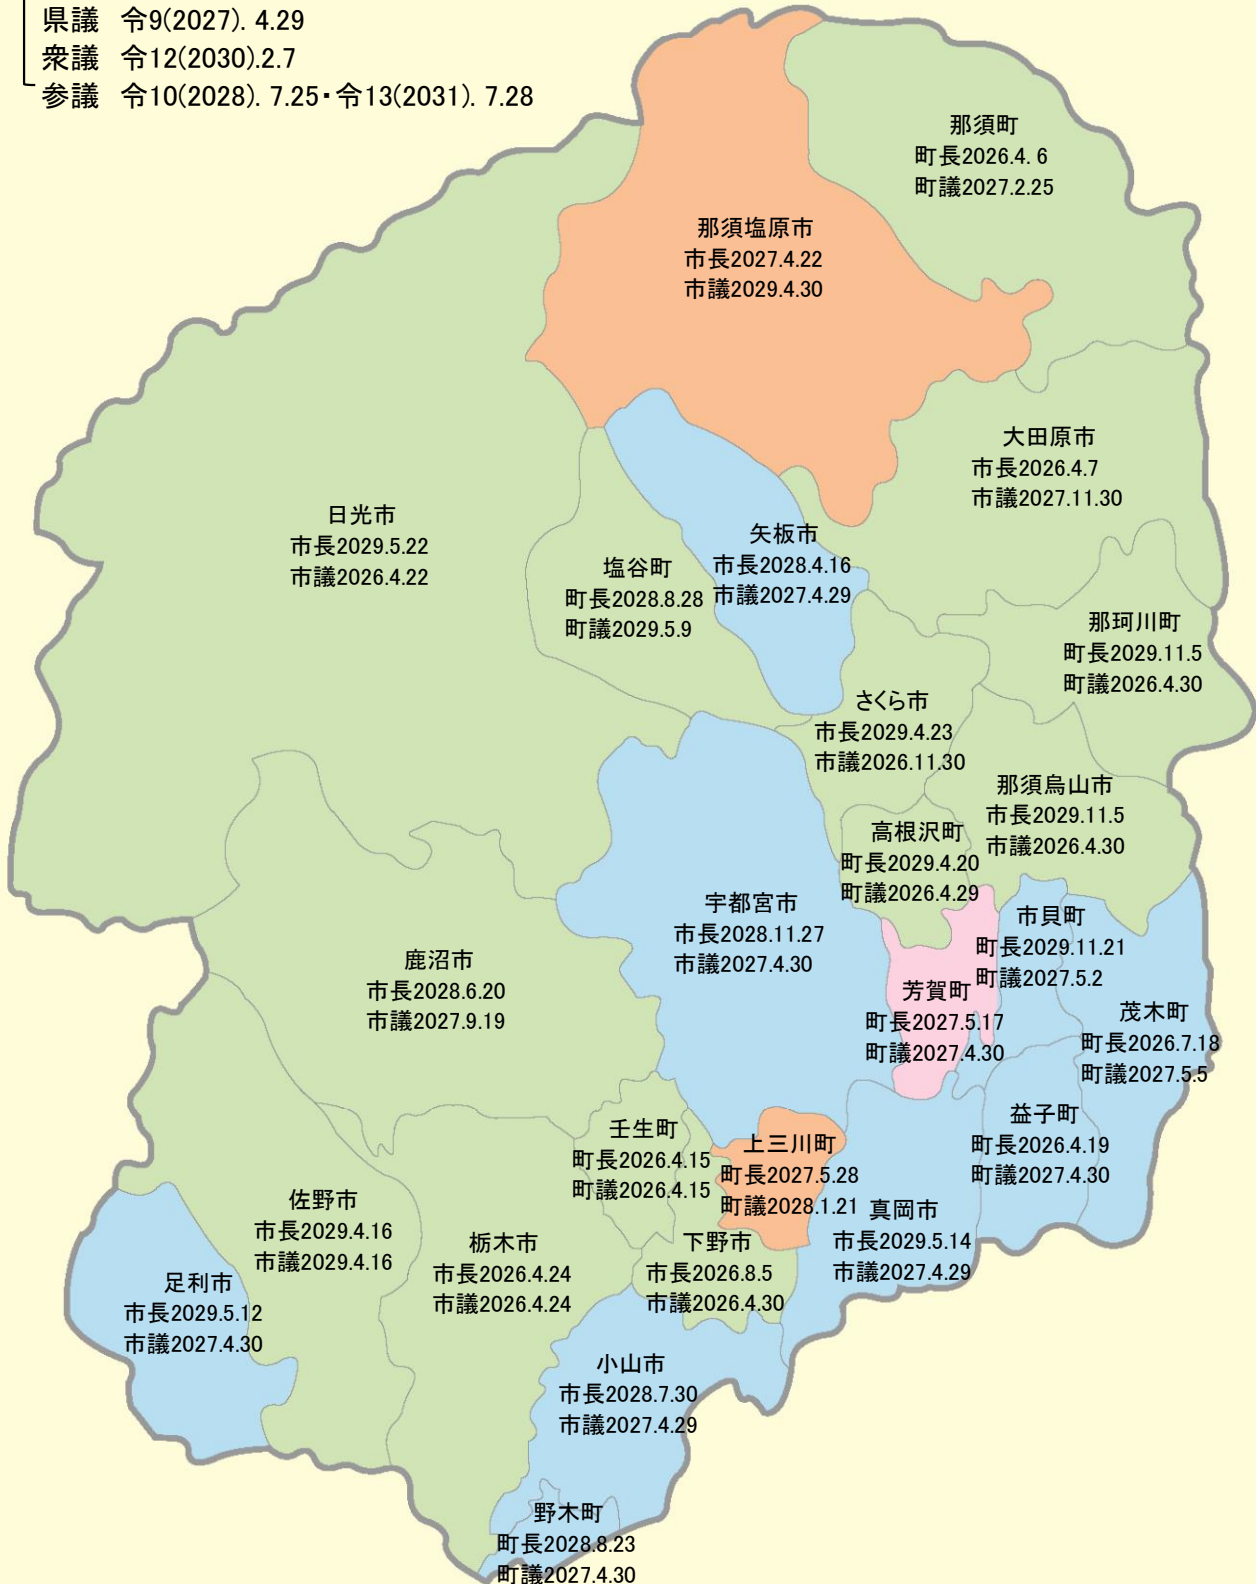 県議 令9(2027). 4.29
衆議 令12(2030).2.7
参議 令10(2028). 7.25・令13(2031). 7.28
那須町
町長2026.4. 6
町議2027.2.25
那須塩原市
市長2027.4.22
市議2029.4.30
大田原市
市長2026.4.7
市議2027.11.30
日光市
市長2029.5.22
市議2026.4.22
矢板市
市長2028.4.16
市議2027.4.29
塩谷町
町長2028.8.28
町議2029.5.9
那珂川町
町長2029.11.5
町議2026.4.30
さくら市
市長2029.4.23
市議2026.11.30
那須烏山市
市長2029.11.5
市議2026.4.30
高根沢町
町長2029.4.20
町議2026.4.29
宇都宮市
市長2028.11.27
市議2027.4.30
市貝町
町長2029.11.21
町議2027.5.2
鹿沼市
市長2028.6.20
市議2027.9.19
芳賀町
町長2027.5.17
町議2027.4.30
茂木町
町長2026.7.18
町議2027.5.5
益子町
町長2026.4.19
町議2027.4.30
壬生町
町長2026.4.15
町議2026.4.15
上三川町
町長2027.5.28
町議2028.1.21
真岡市
市長2029.5.14
市議2027.4.29
佐野市
市長2029.4.16
市議2029.4.16
栃木市
市長2026.4.24
市議2026.4.24
下野市
市長2026.8.5
市議2026.4.30
足利市
市長2029.5.12
市議2027.4.30
小山市
市長2028.7.30
市議2027.4.29
野木町
町長2028.8.23
町議2027.4.30